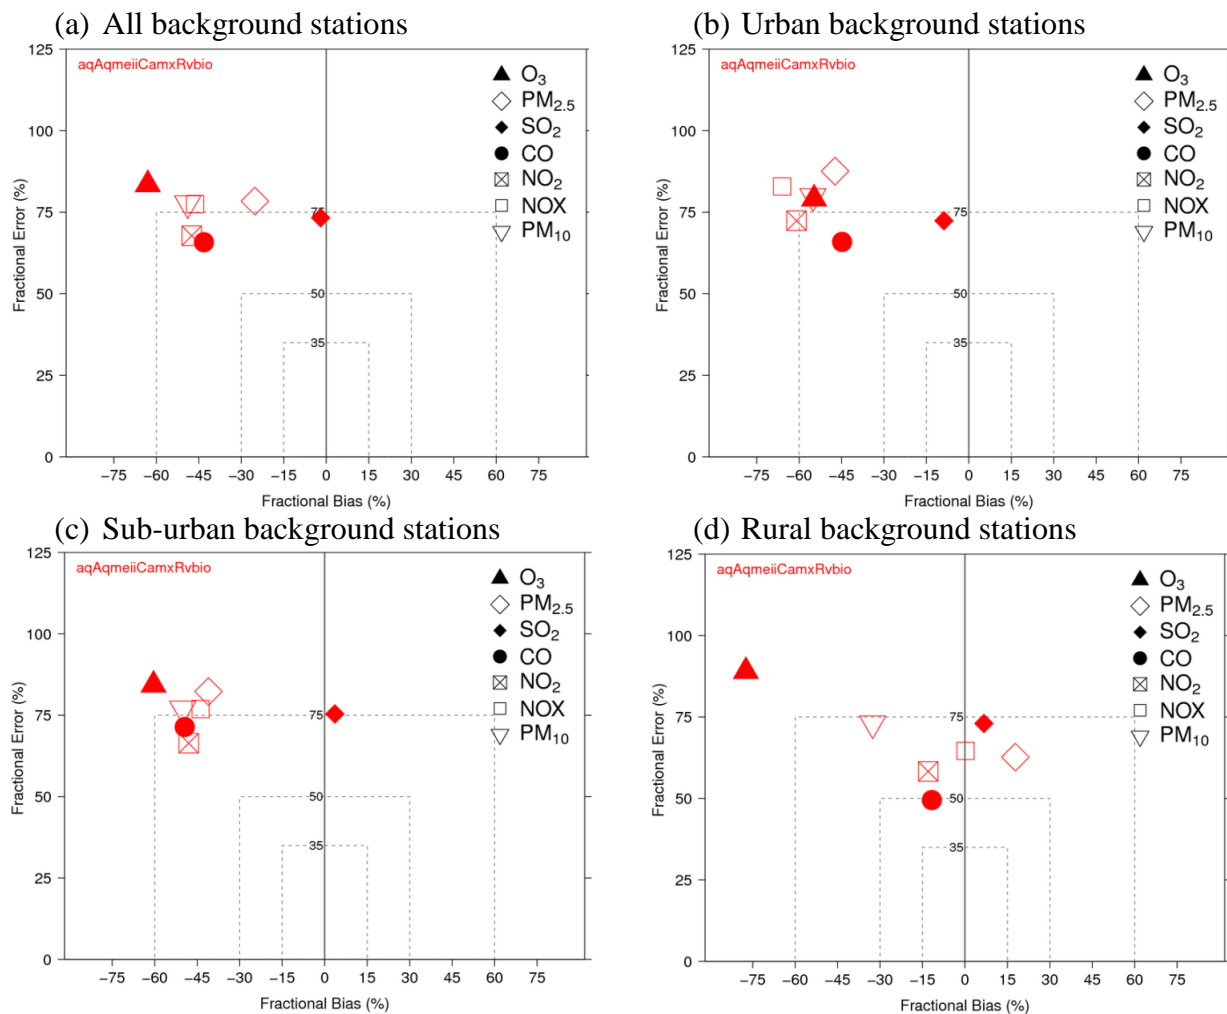 (a) All background stations
aqAqmeiiCamxRvbio
O₃
PM₂.₅
SO₂
CO
NO₂
NOX
PM₁₀
125
100
75
50
25
0
75
50
35
Fractional Error (%)
−75 −60 −45 −30 −15 0 15 30 45 60 75
Fractional Bias (%)
(b) Urban background stations
aqAqmeiiCamxRvbio
O₃
PM₂.₅
SO₂
CO
NO₂
NOX
PM₁₀
125
100
75
50
25
0
75
50
35
Fractional Error (%)
−75 −60 −45 −30 −15 0 15 30 45 60 75
Fractional Bias (%)
(c) Sub-urban background stations
aqAqmeiiCamxRvbio
O₃
PM₂.₅
SO₂
CO
NO₂
NOX
PM₁₀
125
100
75
50
25
0
75
50
35
Fractional Error (%)
−75 −60 −45 −30 −15 0 15 30 45 60 75
Fractional Bias (%)
(d) Rural background stations
aqAqmeiiCamxRvbio
O₃
PM₂.₅
SO₂
CO
NO₂
NOX
PM₁₀
125
100
75
50
25
0
75
50
35
Fractional Error (%)
−75 −60 −45 −30 −15 0 15 30 45 60 75
Fractional Bias (%)